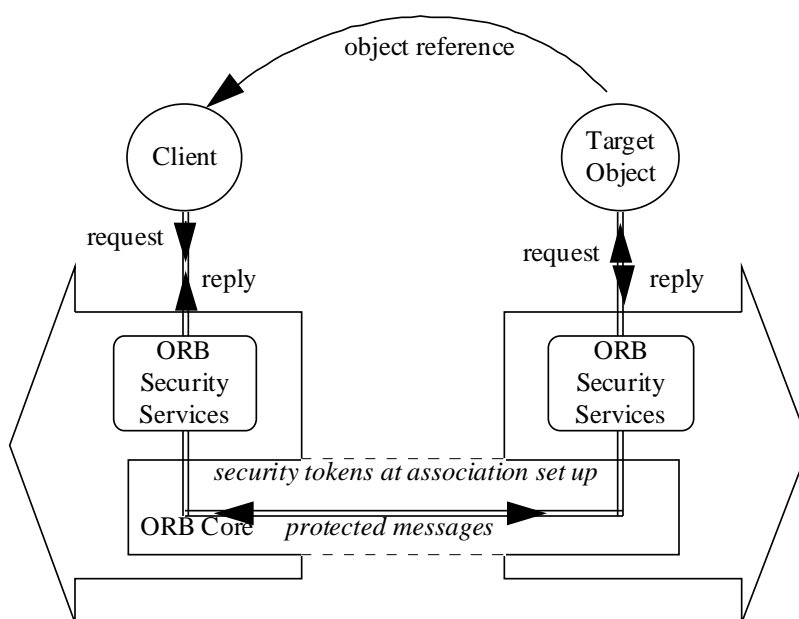 object reference
Client
Target
Object
request
reply
request
reply
ORB
Security
Services
ORB
Security
Services
security tokens at association set up
ORB Core
protected messages